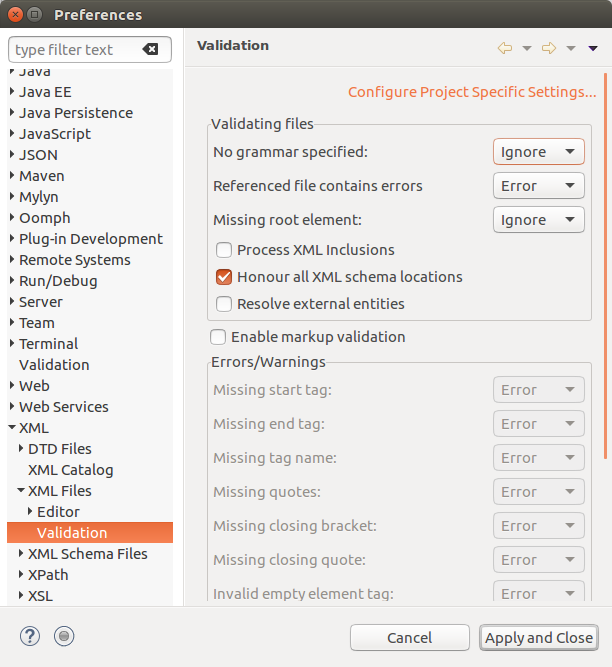 Preferences
type filter text
Java
Java EE
Java Persistence
JavaScript
JSON
Maven
Mylyn
Oomph
Plug-in Development
Remote Systems
Run/Debug
Server
Team
Terminal
Validation
Web
Web Services
XML
DTD Files
XML Catalog
XML Files
Editor
Validation
XML Schema Files
XPath
XSL
Validation
Configure Project Specific Settings...
Validating files
No grammar specified: Ignore
Referenced file contains errors Error
Missing root element: Ignore
Process XML Inclusions
Honour all XML schema locations
Resolve external entities
Enable markup validation
Errors/Warnings
Missing start tag: Error
Missing end tag: Error
Missing tag name: Error
Missing quotes: Error
Missing closing bracket: Error
Missing closing quote: Error
Invalid empty element tag: Error
?
Cancel
Apply and Close